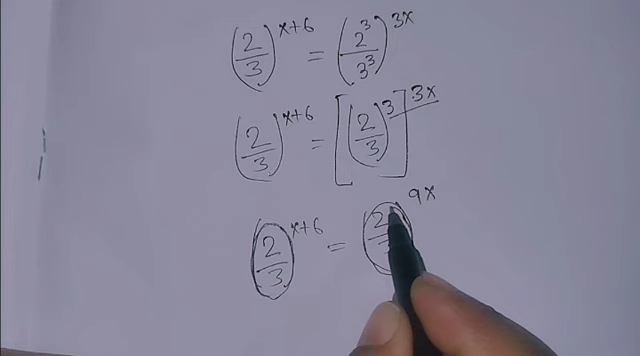 (2/3)^(x+6) = (2^3/3^3)^(3x)
(2/3)^(x+6) = [(2/3)^3]^(3x)
(2/3)^(x+6) = (2/)^(9x)